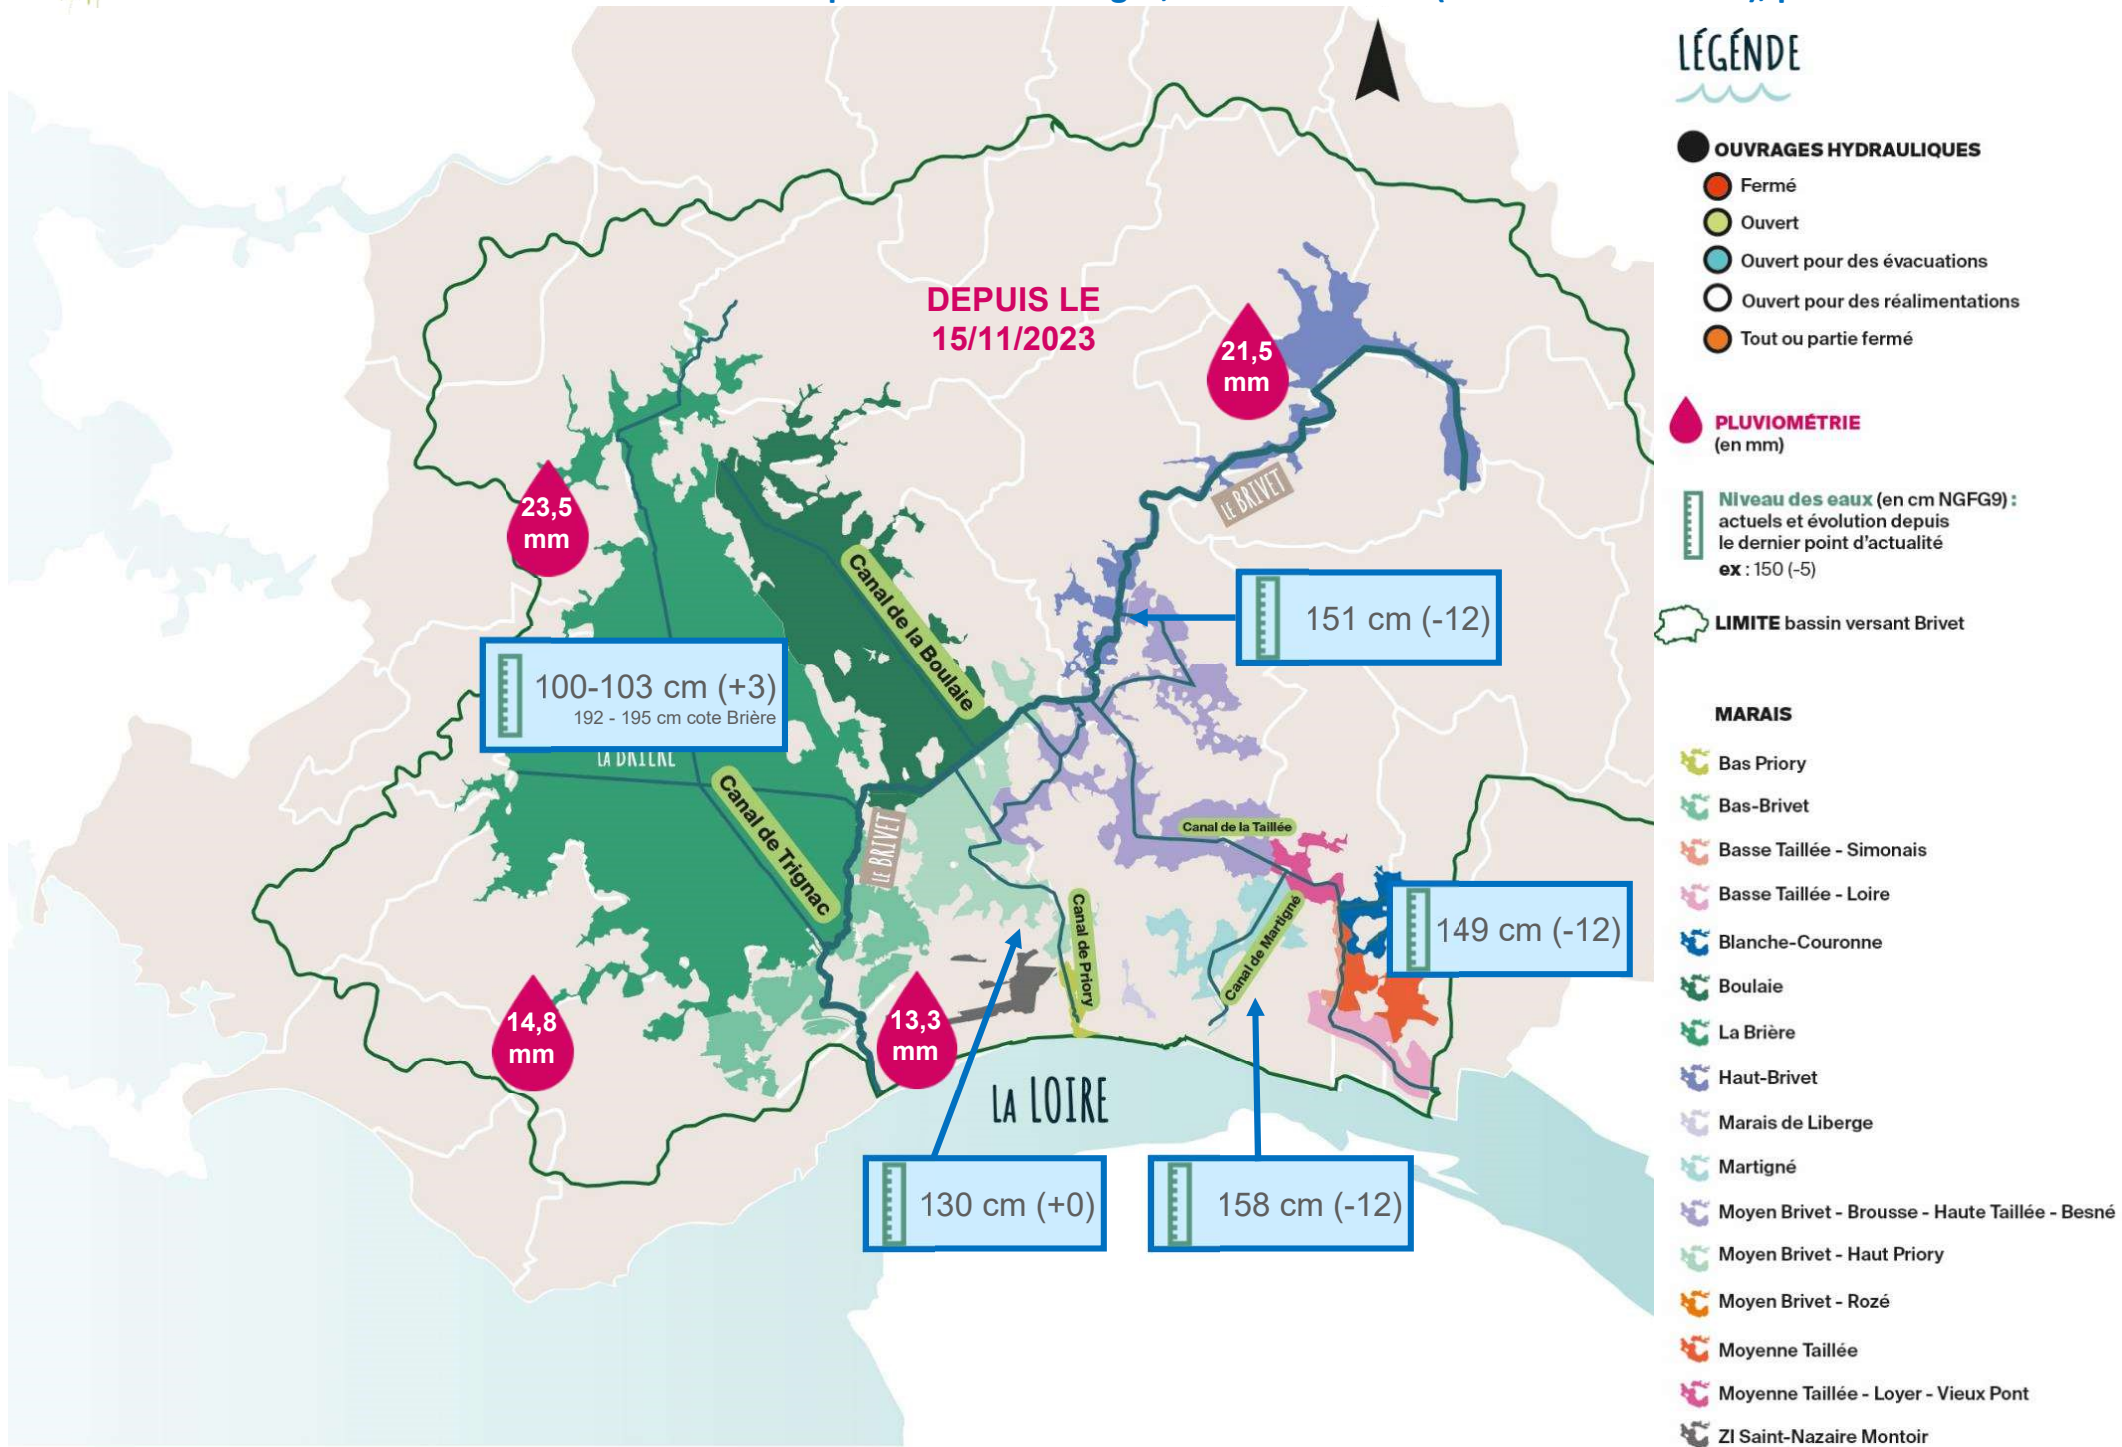 DEPUIS LE
15/11/2023
21,5
mm
23,5
mm
14,8
mm
13,3
mm
LE BRIVET
Canal de la Boulaie
151 cm (-12)
100-103 cm (+3)
192 - 195 cm cote Brière
LA BRIÈRE
Canal de Trignac
LE BRIVET
Canal de la Taillée
Canal de Priory
Canal de Martigné
149 cm (-12)
LA LOIRE
130 cm (+0)
158 cm (-12)
LÉGÉNDE
OUVRAGES HYDRAULIQUES
Fermé
Ouvert
Ouvert pour des évacuations
Ouvert pour des réalimentations
Tout ou partie fermé
PLUVIOMÉTRIE
(en mm)
Niveau des eaux (en cm NGFG9) :
actuels et évolution depuis
le dernier point d'actualité
ex : 150 (-5)
LIMITE bassin versant Brivet
MARAIS
Bas Priory
Bas-Brivet
Basse Taillée - Simonais
Basse Taillée - Loire
Blanche-Couronne
Boulaie
La Brière
Haut-Brivet
Marais de Liberge
Martigné
Moyen Brivet - Brousse - Haute Taillée - Besné
Moyen Brivet - Haut Priory
Moyen Brivet - Rozé
Moyenne Taillée
Moyenne Taillée - Loyer - Vieux Pont
ZI Saint-Nazaire Montoir